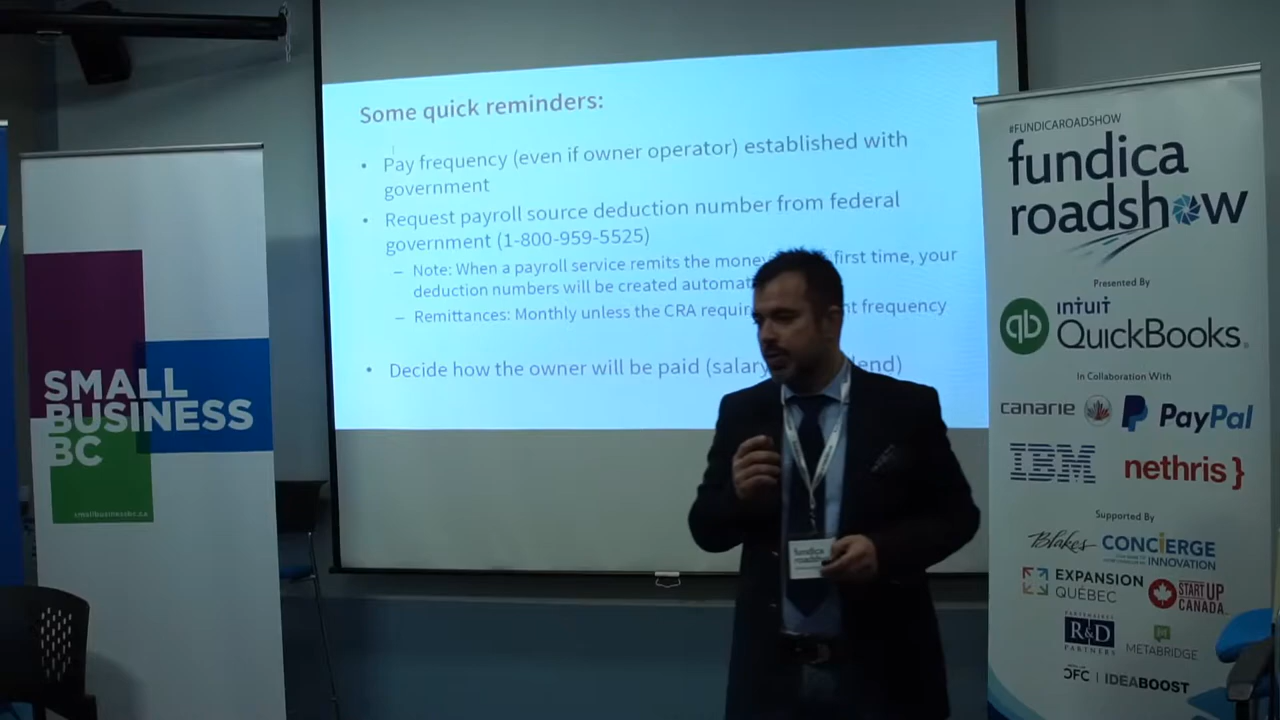 Some quick reminders:
• Pay frequency (even if owner operator) established with
government
• Request payroll source deduction number from federal
government (1-800-959-5525)
– Note: When a payroll service remits the money first time, your
deduction numbers will be created
– Remittances: Monthly unless the CRA frequency
• Decide how the owner will be paid (salary
SMALL
BUSINESS
BC
smallbusinessbc.ca
#FUNDICAROADSHOW
fundica
roadshow
Presented By
qb INTUIT
QuickBooks.
In Collaboration With
canarie PayPal
IBM nethris}
Supported By
Blakes CONCIERGE
INNOVATION
EXPANSION
QUÉBEC
START UP
CANADA
R&D
PARTNERS
METABRIDGE
CFC | IDEABOOST
fundica
roadshow